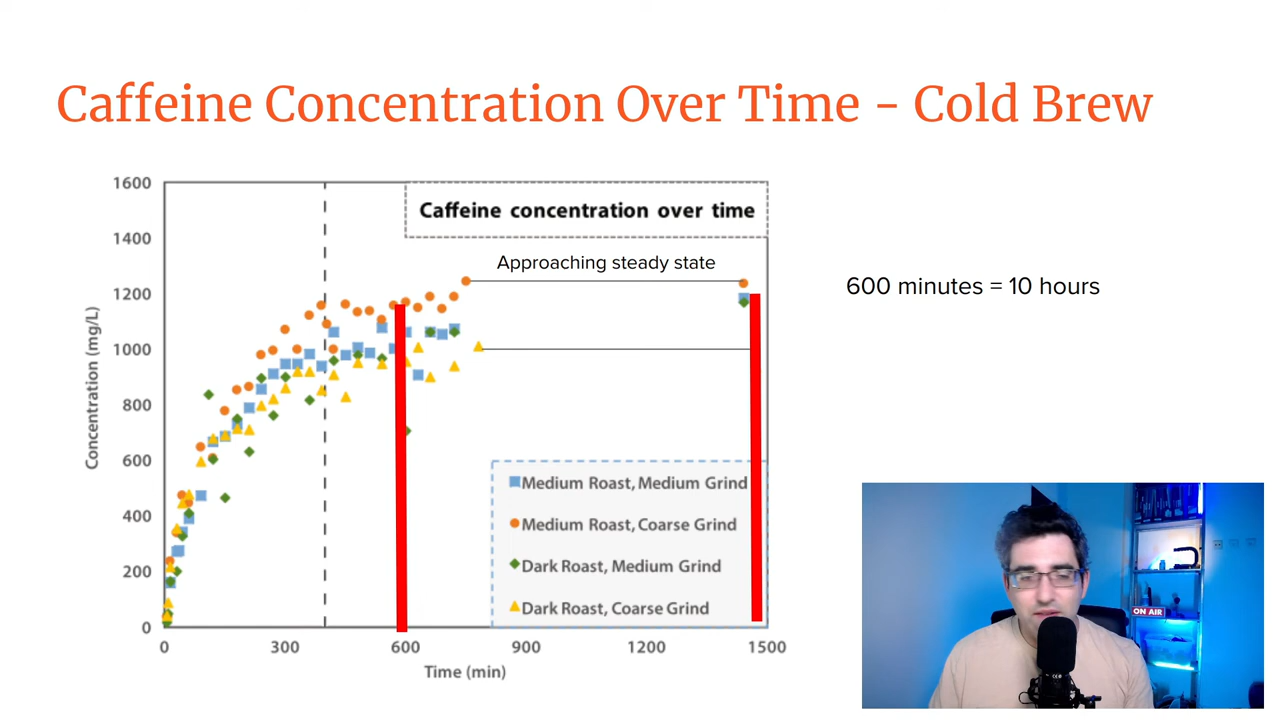 Caffeine Concentration Over Time - Cold Brew
1600
1400
1200
1000
800
600
400
200
0
Concentration (mg/L)
Caffeine concentration over time
Approaching steady state
Medium Roast, Medium Grind
Medium Roast, Coarse Grind
Dark Roast, Medium Grind
Dark Roast, Coarse Grind
0 300 600 900 1200 1500
Time (min)
600 minutes = 10 hours
ON AIR